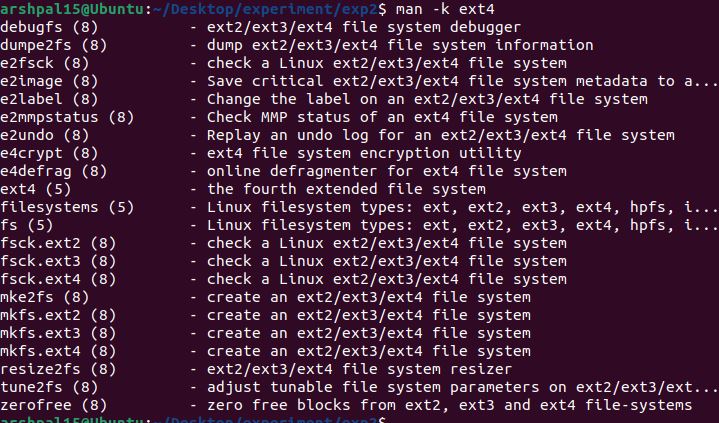 arshpal15@Ubuntu:~/Desktop/experiment/exp2$ man -k ext4
debugfs (8)          - ext2/ext3/ext4 file system debugger
dumpe2fs (8)         - dump ext2/ext3/ext4 file system information
e2fsck (8)           - check a Linux ext2/ext3/ext4 file system
e2image (8)          - Save critical ext2/ext3/ext4 file system metadata to a...
e2label (8)          - Change the label on an ext2/ext3/ext4 file system
e2mmpstatus (8)      - Check MMP status of an ext4 file system
e2undo (8)           - Replay an undo log for an ext2/ext3/ext4 file system
e4crypt (8)          - ext4 file system encryption utility
e4defrag (8)         - online defragmenter for ext4 file system
ext4 (5)             - the fourth extended file system
filesystems (5)      - Linux filesystem types: ext, ext2, ext3, ext4, hpfs, i...
fs (5)               - Linux filesystem types: ext, ext2, ext3, ext4, hpfs, i...
fsck.ext2 (8)        - check a Linux ext2/ext3/ext4 file system
fsck.ext3 (8)        - check a Linux ext2/ext3/ext4 file system
fsck.ext4 (8)        - check a Linux ext2/ext3/ext4 file system
mke2fs (8)           - create an ext2/ext3/ext4 file system
mkfs.ext2 (8)        - create an ext2/ext3/ext4 file system
mkfs.ext3 (8)        - create an ext2/ext3/ext4 file system
mkfs.ext4 (8)        - create an ext2/ext3/ext4 file system
resize2fs (8)        - ext2/ext3/ext4 file system resizer
tune2fs (8)          - adjust tunable file system parameters on ext2/ext3/ext...
zerofree (8)         - zero free blocks from ext2, ext3 and ext4 file-systems
arshpal15@Ubuntu:~/Desktop/experiment/exp2$